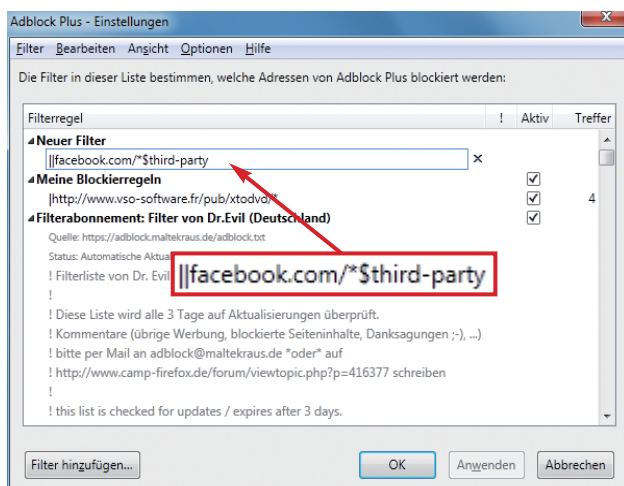 Adblock Plus - Einstellungen
Filter Bearbeiten Ansicht Optionen Hilfe
Die Filter in dieser Liste bestimmen, welche Adressen von Adblock Plus blockiert werden:
Filterregel ! Aktiv Treffer
Neuer Filter
||facebook.com/*$third-party
Meine Blockierregeln
|http://www.vso-software.fr/pub/xtodvd/* 4
Filterabonnement: Filter von Dr.Evil (Deutschland)
Quelle: https://adblock.maltekraus.de/adblock.txt
Status: Automatische Aktua
||facebook.com/*$third-party
! Filterliste von Dr. Evil
!
! Diese Liste wird alle 3 Tage auf Aktualisierungen überprüft.
! Kommentare (übrige Werbung, blockierte Seiteninhalte, Danksagungen ;-), ...)
! bitte per Mail an adblock@maltekraus.de *oder* auf
! http://www.camp-firefox.de/forum/viewtopic.php?p=416377 schreiben
!
! this list is checked for updates / expires after 3 days.
Filter hinzufügen... OK Anwenden Abbrechen